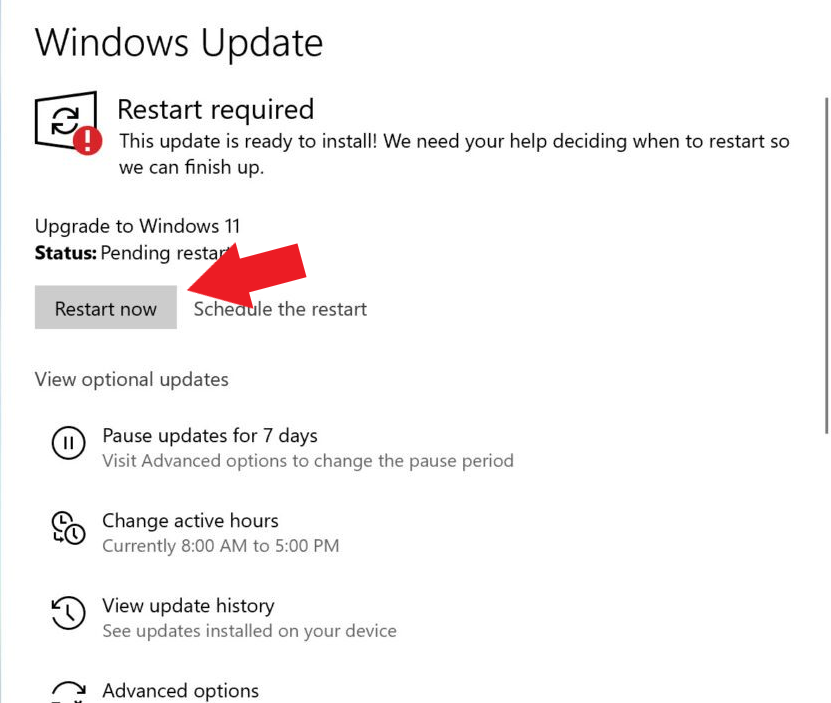 Windows Update
Restart required
This update is ready to install! We need your help deciding when to restart so
we can finish up.
Upgrade to Windows 11
Status: Pending restart
Restart now
Schedule the restart
View optional updates
Pause updates for 7 days
Visit Advanced options to change the pause period
Change active hours
Currently 8:00 AM to 5:00 PM
View update history
See updates installed on your device
Advanced options